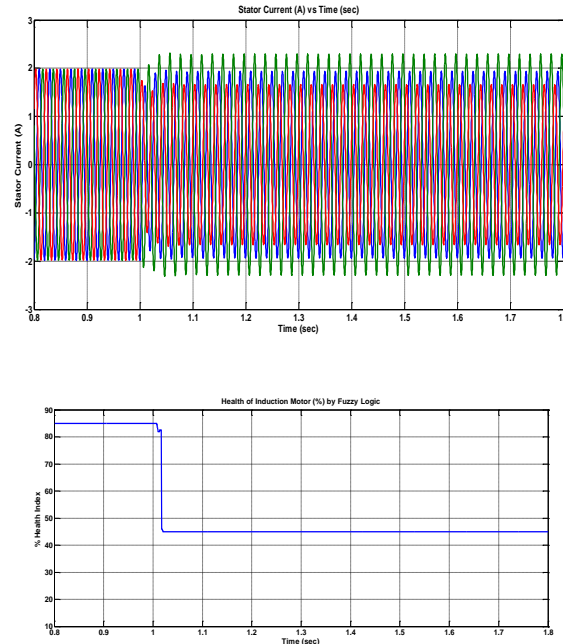 Stator Current (A) vs Time (sec)
Stator Current (A)
3
2
1
0
-1
-2
-3
0.8 0.9 1 1.1 1.2 1.3 1.4 1.5 1.6 1.7 1.8
Time (sec)
Health of Induction Motor (%) by Fuzzy Logic
% Health Index
90
80
70
60
50
40
30
20
10
0.8 0.9 1 1.1 1.2 1.3 1.4 1.5 1.6 1.7 1.8
Time (sec)